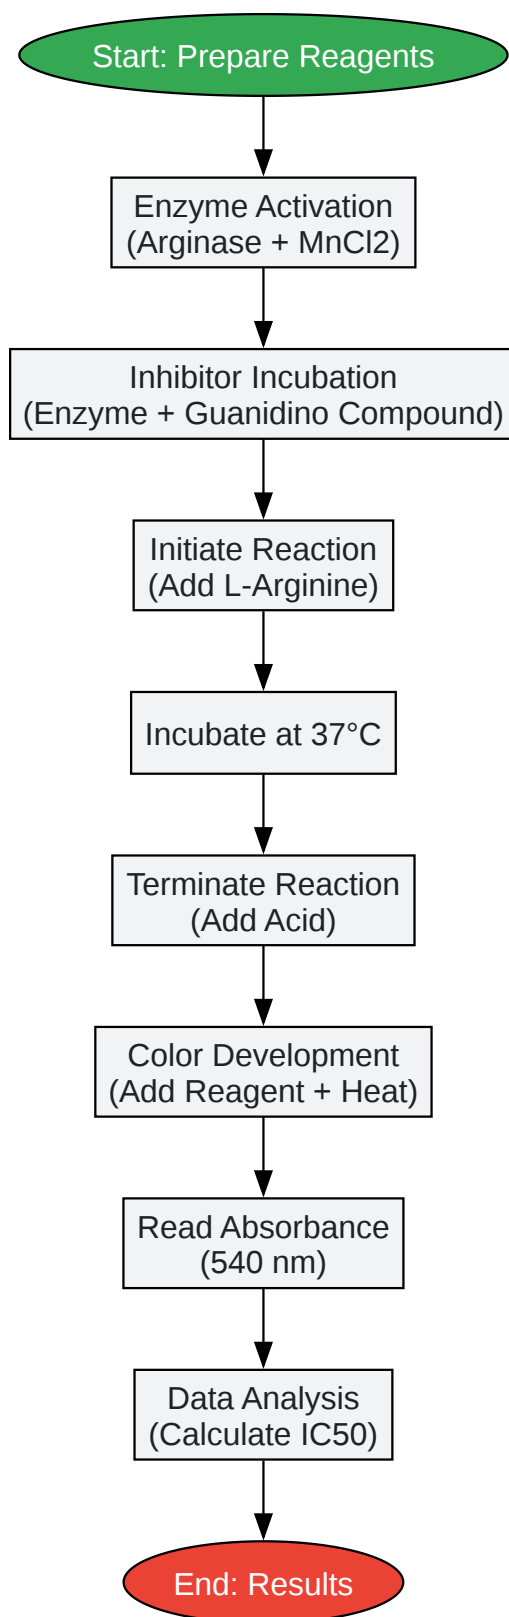 Start: Prepare Reagents
Enzyme Activation
(Arginase + MnCl2)
Inhibitor Incubation
(Enzyme + Guanidino Compound)
Initiate Reaction
(Add L-Arginine)
Incubate at 37°C
Terminate Reaction
(Add Acid)
Color Development
(Add Reagent + Heat)
Read Absorbance
(540 nm)
Data Analysis
(Calculate IC50)
End: Results